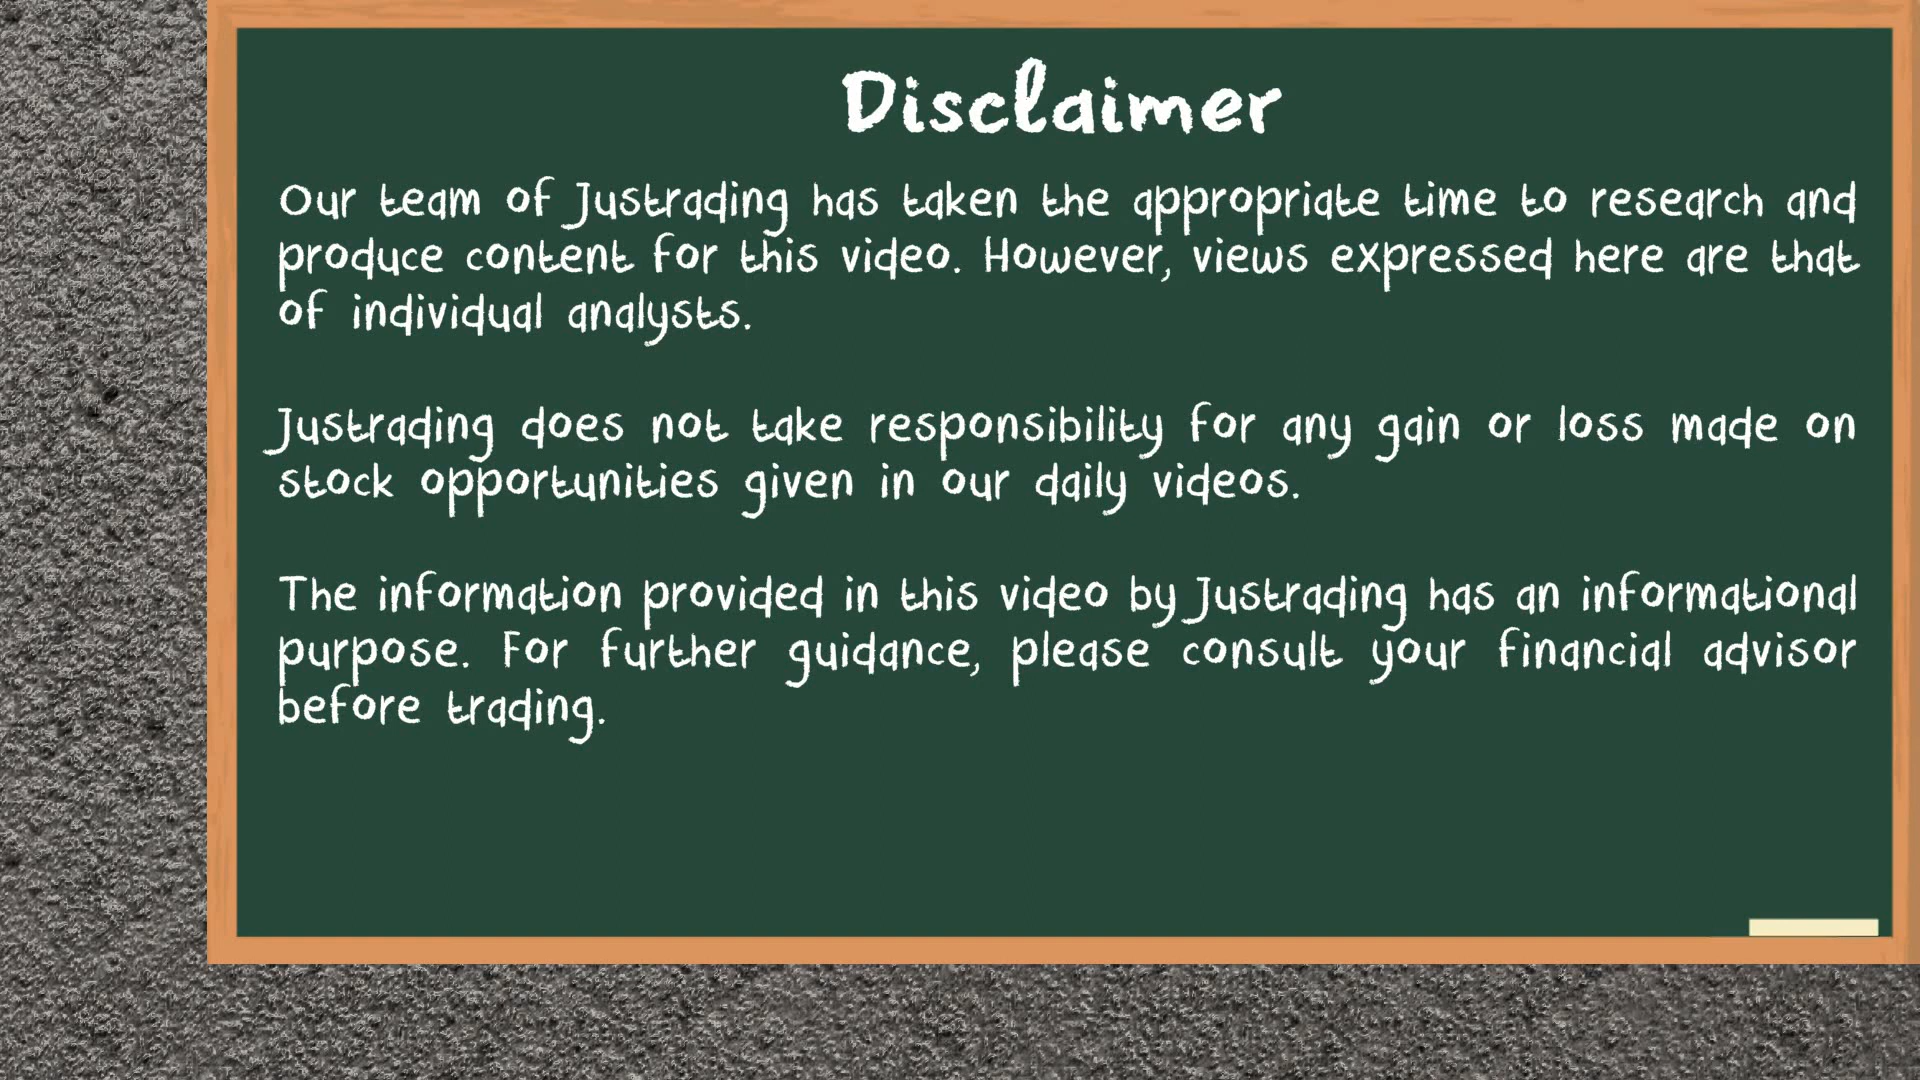 Disclaimer
Our team of Justrading has taken the appropriate time to research and
produce content for this video. However, views expressed here are that
of individual analysts.
Justrading does not take responsibility for any gain or loss made on
stock opportunities given in our daily videos.
The information provided in this video by Justrading has an informational
purpose. For further guidance, please consult your financial advisor
before trading.